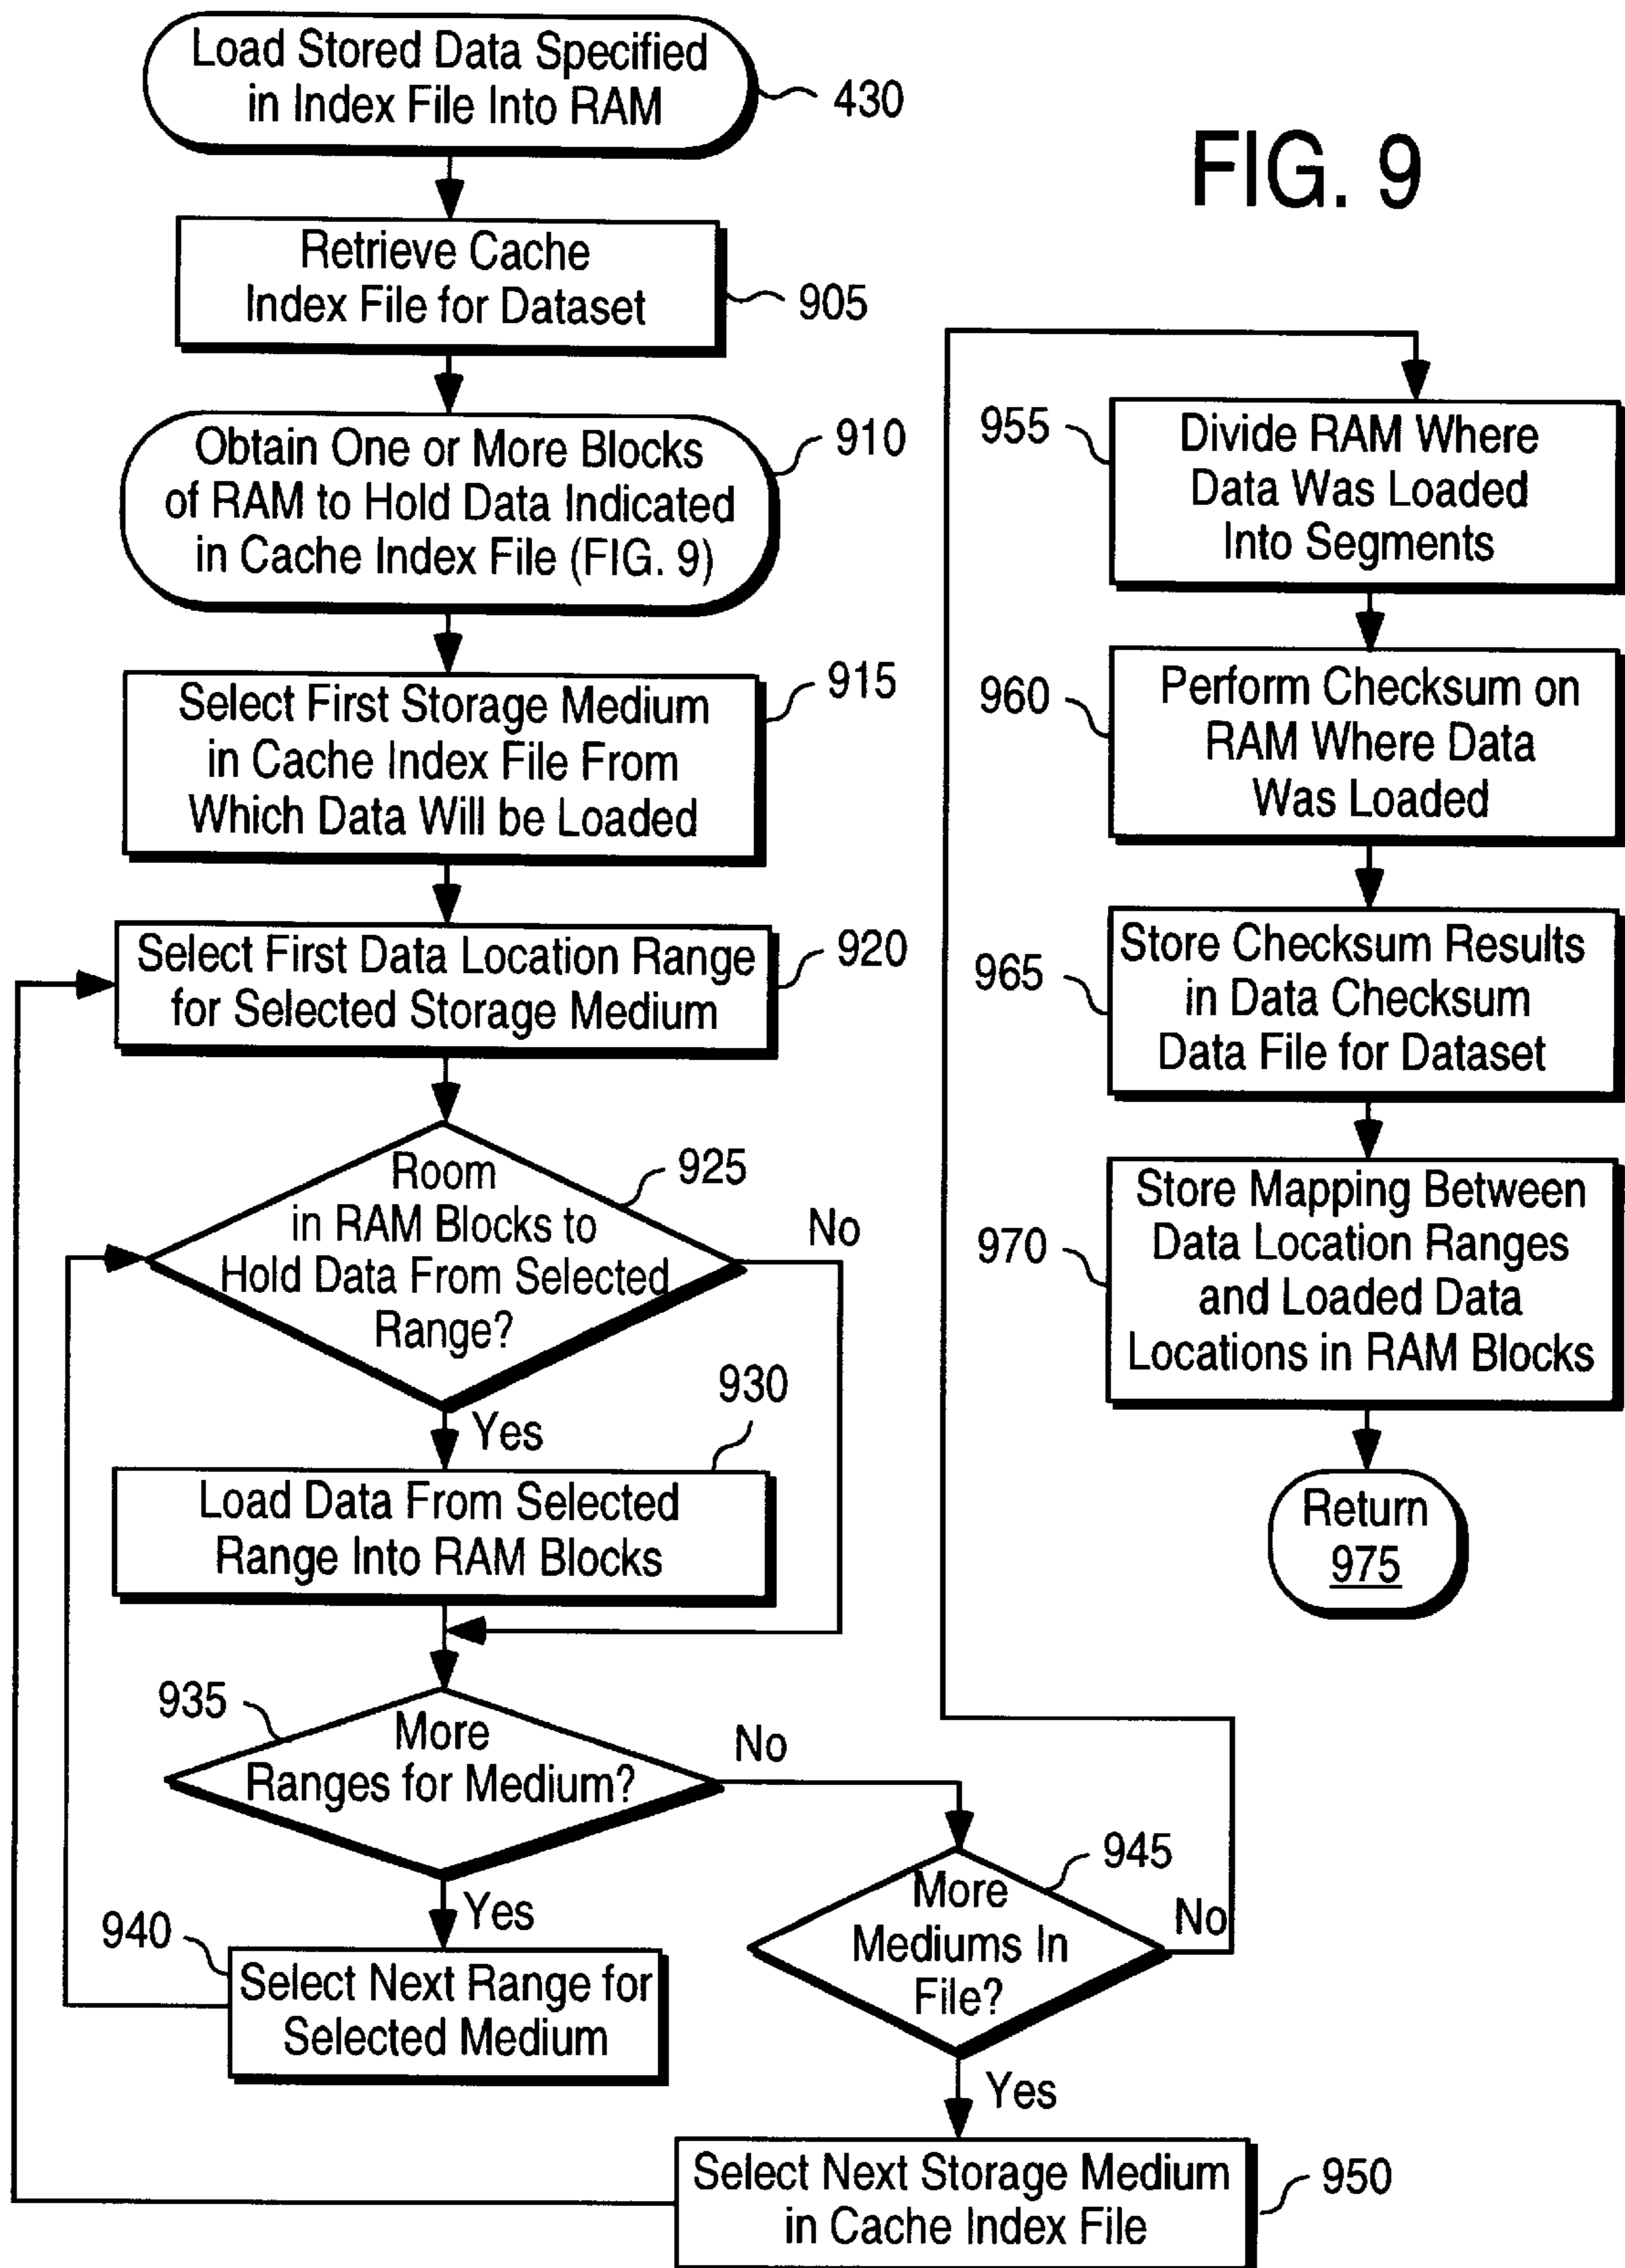 Load Stored Data Specified
in Index File Into RAM
430
FIG. 9
Retrieve Cache
Index File for Dataset
905
Obtain One or More Blocks
of RAM to Hold Data Indicated
in Cache Index File (FIG. 9)
910
Select First Storage Medium
in Cache Index File From
Which Data Will be Loaded
915
Select First Data Location Range
for Selected Storage Medium
920
Room
in RAM Blocks to
Hold Data From Selected
Range?
925
No
Yes
930
Load Data From Selected
Range Into RAM Blocks
935
More
Ranges for Medium?
No
Yes
940
Select Next Range for
Selected Medium
945
More
Mediums In
File?
No
Yes
Select Next Storage Medium
in Cache Index File
950
955
Divide RAM Where
Data Was Loaded
Into Segments
960
Perform Checksum on
RAM Where Data
Was Loaded
965
Store Checksum Results
in Data Checksum
Data File for Dataset
970
Store Mapping Between
Data Location Ranges
and Loaded Data
Locations in RAM Blocks
Return
975